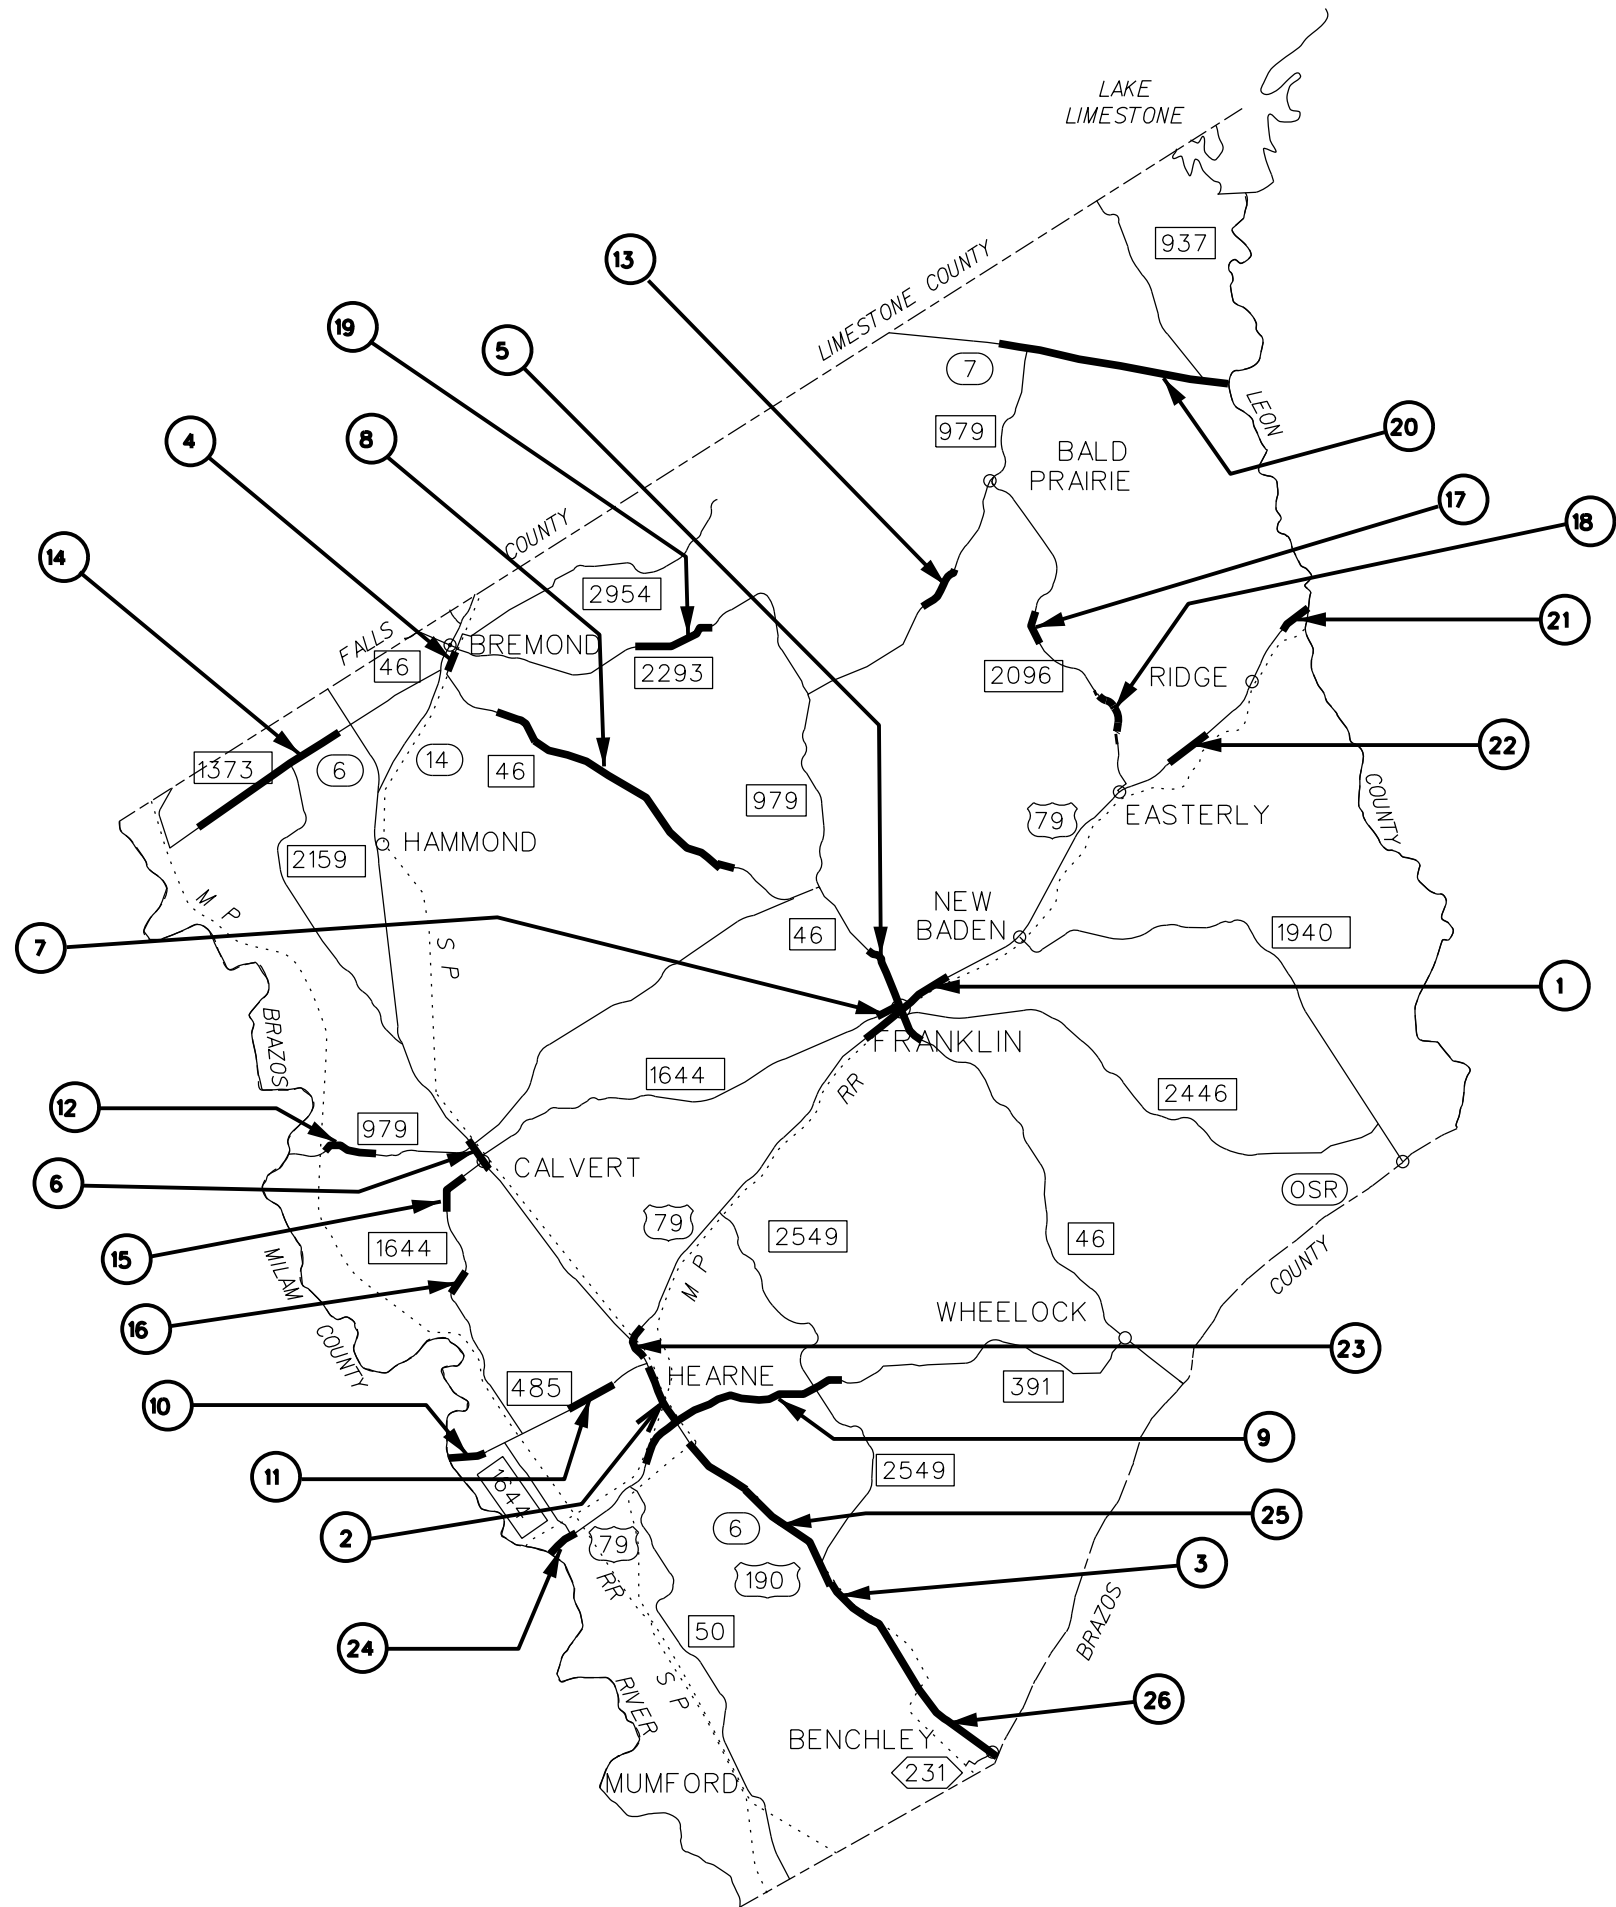 LAKE
LIMESTONE
937
13
LIMESTONE COUNTY
19
5
7
LEON
20
4
8
979
BALD
PRAIRIE
17
18
14
COUNTY
2954
FALLS
BREMOND
46
2293
21
2096
RIDGE
22
1373
6
14
46
979
COUNTY
79
EASTERLY
HAMMOND
2159
M P
S P
NEW
BADEN
46
1940
7
1
BRAZOS
FRANKLIN
1644
RR
2446
12
979
6
CALVERT
OSR
79
2549
46
15
1644
MILAM
M P
COUNTY
16
COUNTY
WHEELOCK
23
HEARNE
485
391
10
9
11
1644
2549
2
6
25
79
190
3
RR
24
50
BRAZOS
S P
RIVER
26
BENCHLEY
231
MUMFORD